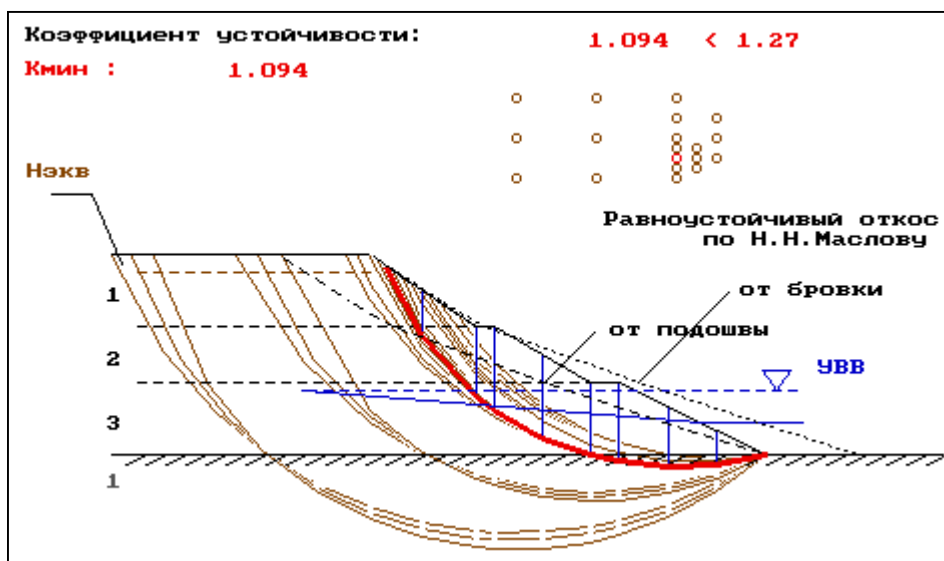 Коэффициент устойчивости: 1.094 < 1.27
Кмин : 1.094
Нэкв
Равноустойчивый откос
по Н.Н.Маслову
1
от бровки
от подошвы
2
УВВ
3
1